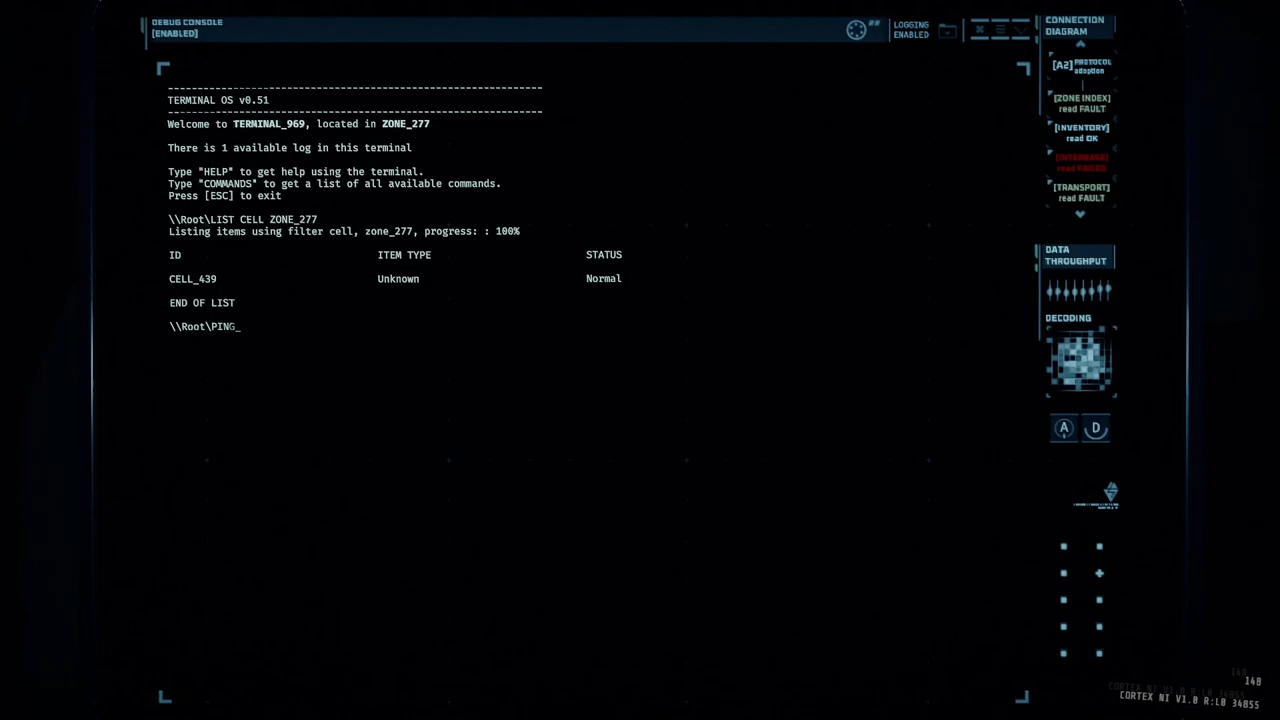 DEBUG CONSOLE
[ENABLED]
LOGGING
ENABLED
------------------------------------------------------------
TERMINAL OS v0.51
------------------------------------------------------------
Welcome to TERMINAL_969, located in ZONE_277
There is 1 available log in this terminal
Type "HELP" to get help using the terminal.
Type "COMMANDS" to get a list of all available commands.
Press [ESC] to exit
\\Root\LIST CELL ZONE_277
Listing items using filter cell, zone_277, progress: : 100%
ID ITEM TYPE STATUS
CELL_439 Unknown Normal
END OF LIST
\\Root\PING_
CONNECTION
DIAGRAM
[A2] PROTOCOL
adoption
[ZONE INDEX]
read FAULT
[INVENTORY]
read OK
[INTERBASE]
read FAILED
[TRANSPORT]
read FAULT
DATA
THROUGHPUT
DECODING
A D
148
CORTEX NI V1.0 R:L0 34855